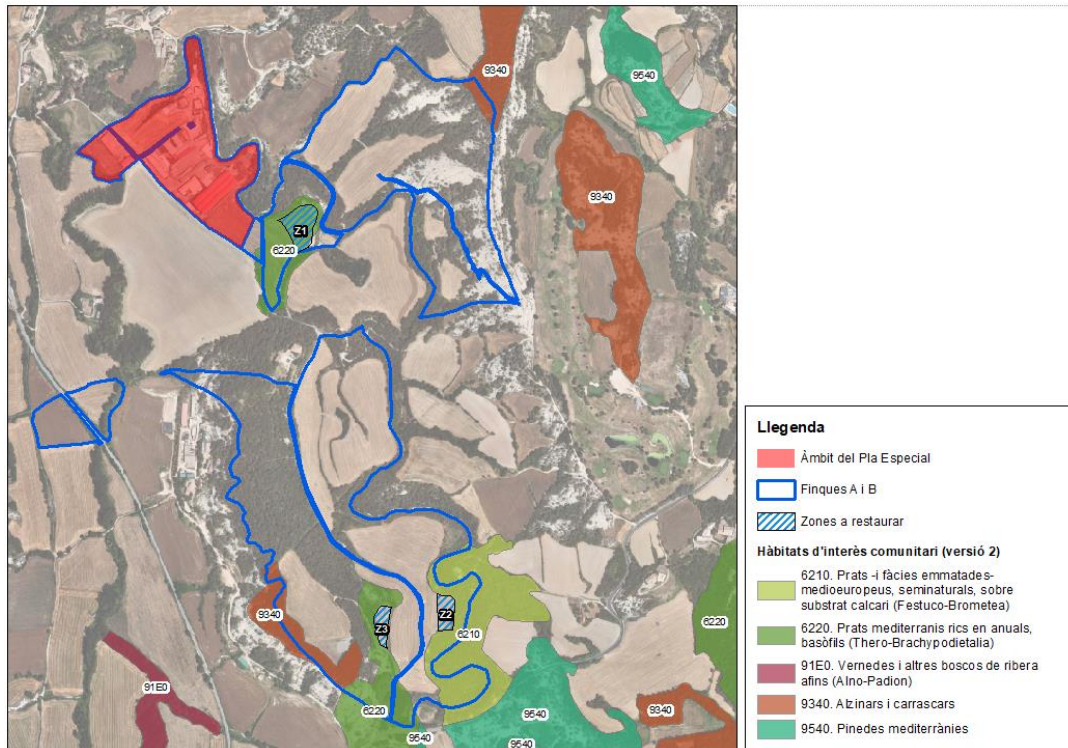 9340
9540
9340
Z1
6220
9340
Z3
Z2
6210
6220
91E0
6220
9540
9340
9540
9540
Llegenda
Àmbit del Pla Especial
Finques A i B
Zones a restaurar
Hàbitats d'interès comunitari (versió 2)
6210. Prats -i fàcies emmatades-
medioeuropeus, seminaturals, sobre
substrat calcari (Festuco-Brometea)
6220. Prats mediterranis rics en anuals,
basòfils (Thero-Brachypodietalia)
91E0. Vernedes i altres boscos de ribera
afins (Alno-Padion)
9340. Alzinars i carrascars
9540. Pinedes mediterrànies